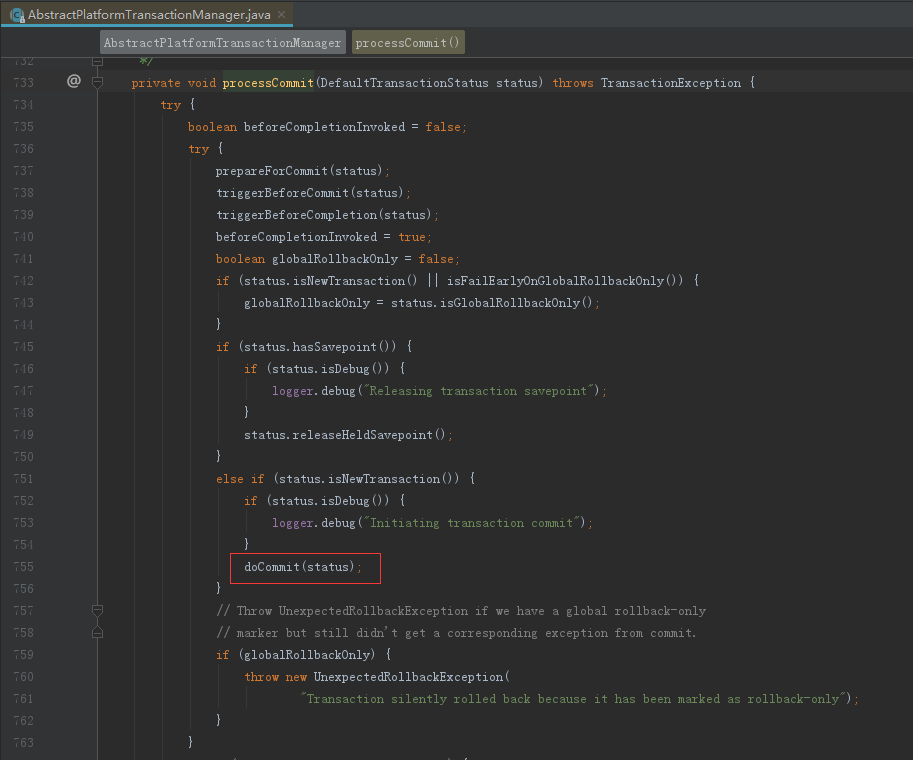 AbstractPlatformTransactionManager.java ×
AbstractPlatformTransactionManager processCommit()
732 */
733 @ private void processCommit(DefaultTransactionStatus status) throws TransactionException {
734 try {
735 boolean beforeCompletionInvoked = false;
736 try {
737 prepareForCommit(status);
738 triggerBeforeCommit(status);
739 triggerBeforeCompletion(status);
740 beforeCompletionInvoked = true;
741 boolean globalRollbackOnly = false;
742 if (status.isNewTransaction() || isFailEarlyOnGlobalRollbackOnly()) {
743 globalRollbackOnly = status.isGlobalRollbackOnly();
744 }
745 if (status.hasSavepoint()) {
746 if (status.isDebug()) {
747 logger.debug("Releasing transaction savepoint");
748 }
749 status.releaseHeldSavepoint();
750 }
751 else if (status.isNewTransaction()) {
752 if (status.isDebug()) {
753 logger.debug("Initiating transaction commit");
754 }
755 doCommit(status);
756 }
757 // Throw UnexpectedRollbackException if we have a global rollback-only
758 // marker but still didn't get a corresponding exception from commit.
759 if (globalRollbackOnly) {
760 throw new UnexpectedRollbackException(
761 "Transaction silently rolled back because it has been marked as rollback-only");
762 }
763 }